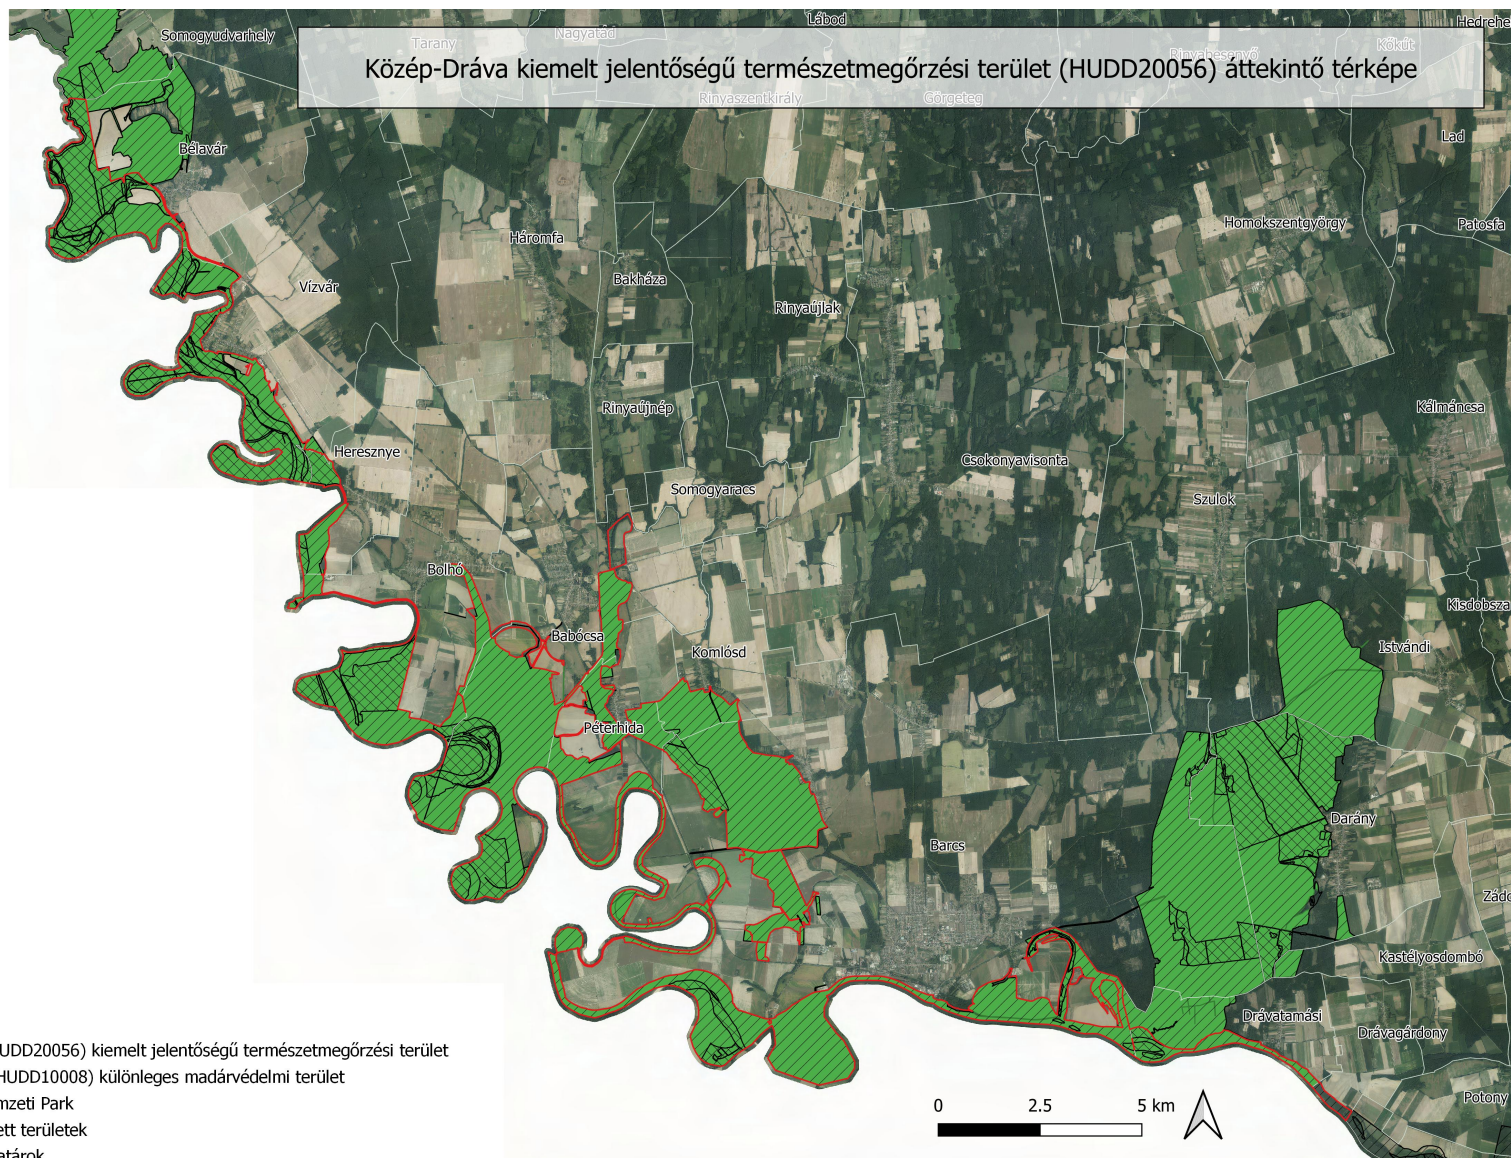 Lábod
Hedrehe
Somogyudvarhely
Nagyatád
Tarany
Kőkút
Rinyabesenyő
Közép-Dráva kiemelt jelentőségű természetmegőrzési terület (HUDD20056) áttekintő térképe
Rinyaszentkirály
Görgeteg
Lad
Bélavár
Homokszentgyörgy
Patosfa
Háromfa
Bakháza
Vízvár
Rinyaújlak
Rinyaújnép
Kálmáncsa
Heresznye
Csokonyavisonta
Somogyaracs
Szulok
Bolhó
Kisdobsza
Babócsa
Istvándi
Komlósd
Péterhida
Darány
Barcs
Zádo
Kastélyosdombó
Drávatamási
Drávagárdony
UDD20056) kiemelt jelentőségű természetmegőrzési terület
HUDD10008) különleges madárvédelmi terület
mzeti Park
Potony
0 2.5 5 km
ett területek
atárok